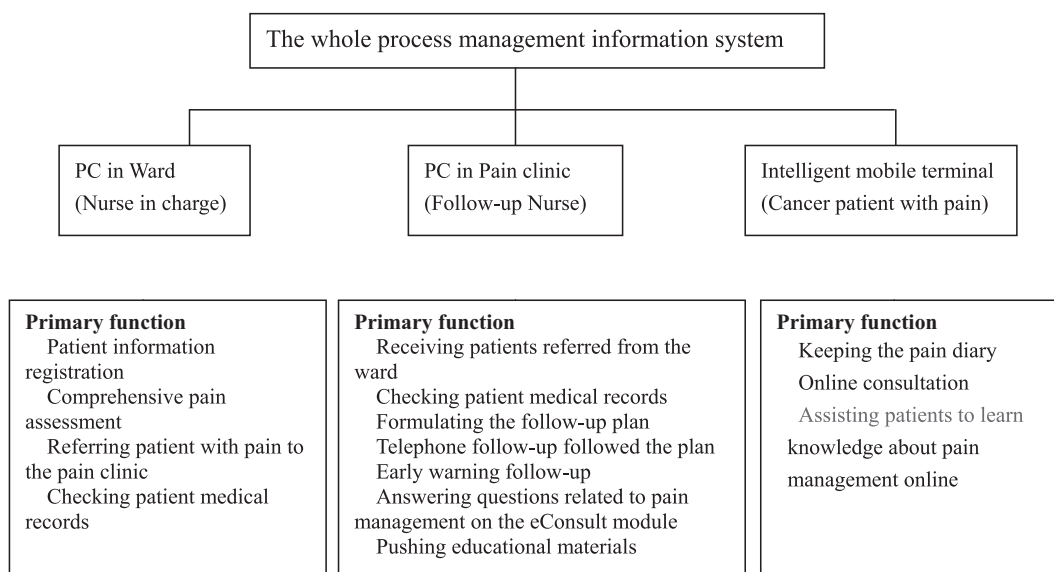 The whole process management information system
PC in Ward
(Nurse in charge)
PC in Pain clinic
(Follow-up Nurse)
Intelligent mobile terminal
(Cancer patient with pain)
Primary function
Patient information
registration
Comprehensive pain
assessment
Referring patient with pain to
the pain clinic
Checking patient medical
records
Primary function
Receiving patients referred from the
ward
Checking patient medical records
Formulating the follow-up plan
Telephone follow-up followed the plan
Early warning follow-up
Answering questions related to pain
management on the eConsult module
Pushing educational materials
Primary function
Keeping the pain diary
Online consultation
Assisting patients to learn
knowledge about pain
management online